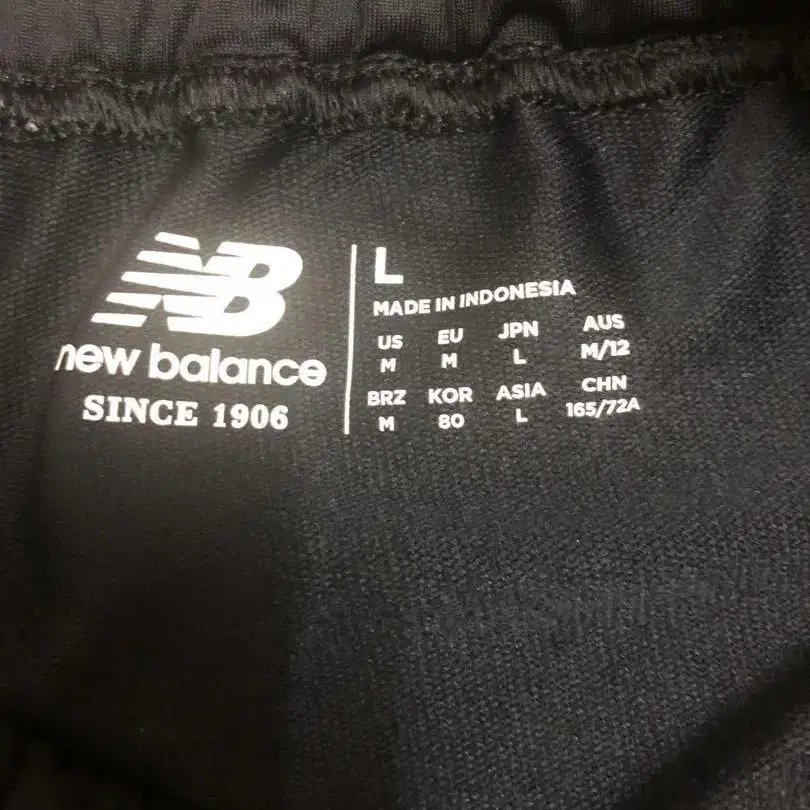 NB
new balance
SINCE 1906
L
MADE IN INDONESIA
US EU JPN AUS
M M L M/12
BRZ KOR ASIA CHN
M 80 L 165/72A